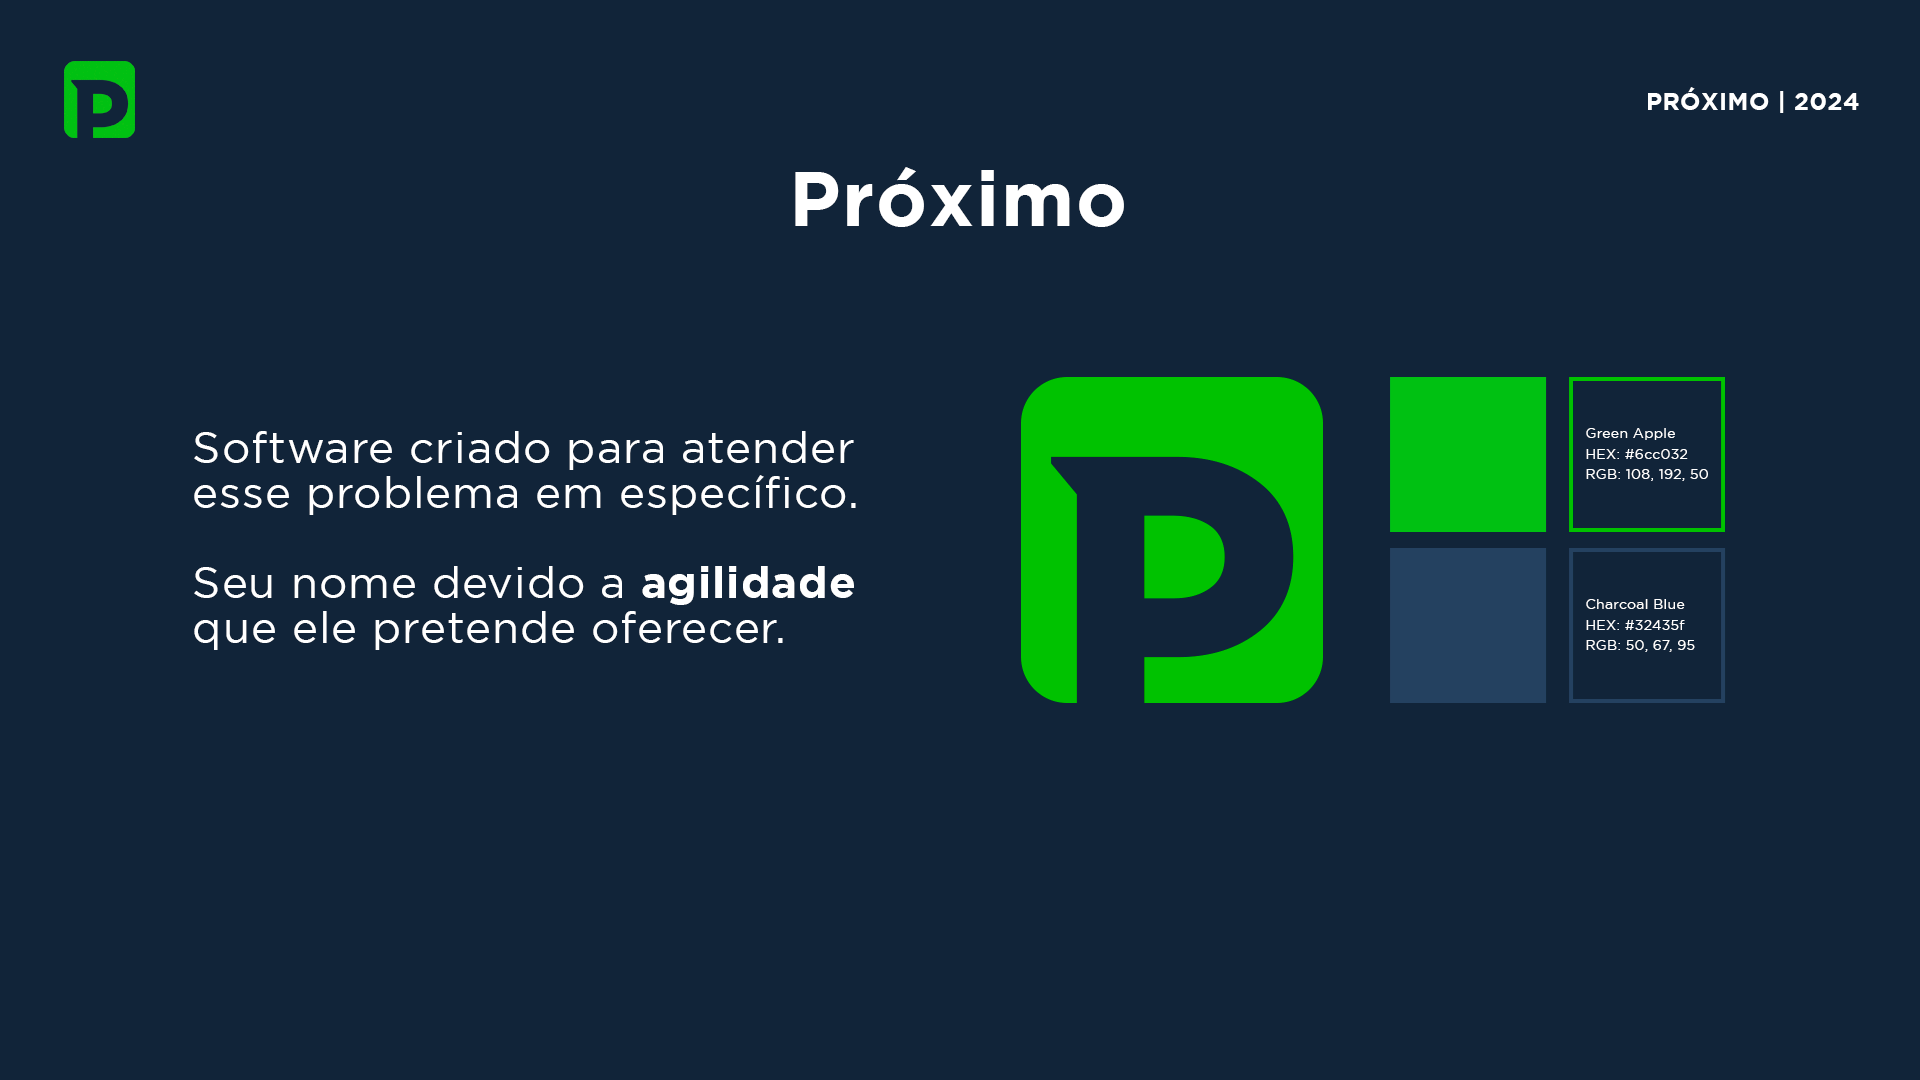 P
PRÓXIMO | 2024
Próximo
Software criado para atender
esse problema em específico.
Seu nome devido a agilidade
que ele pretende oferecer.
P
Green Apple
HEX: #6cc032
RGB: 108, 192, 50
Charcoal Blue
HEX: #32435f
RGB: 50, 67, 95